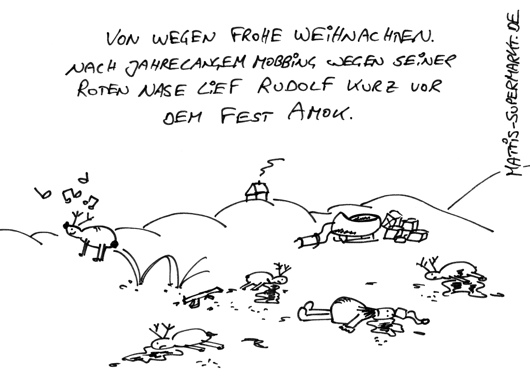 VON WEGEN FROHE WEIHNACHTEN.
NACH JAHRELANGEM MOBBING WEGEN SEINER
ROTEN NASE LIEF RUDOLF KURZ VOR
DEM FEST AMOK.
MATTIS-SUPERMARKT.DE